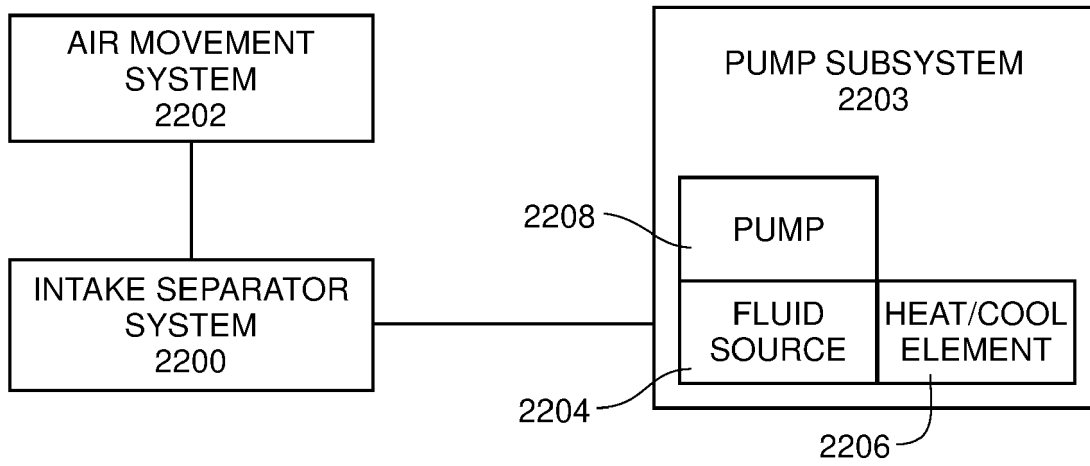 AIR MOVEMENT
SYSTEM
2202
PUMP SUBSYSTEM
2203
2208
PUMP
INTAKE SEPARATOR
SYSTEM
2200
FLUID
SOURCE
HEAT/COOL
ELEMENT
2204
2206